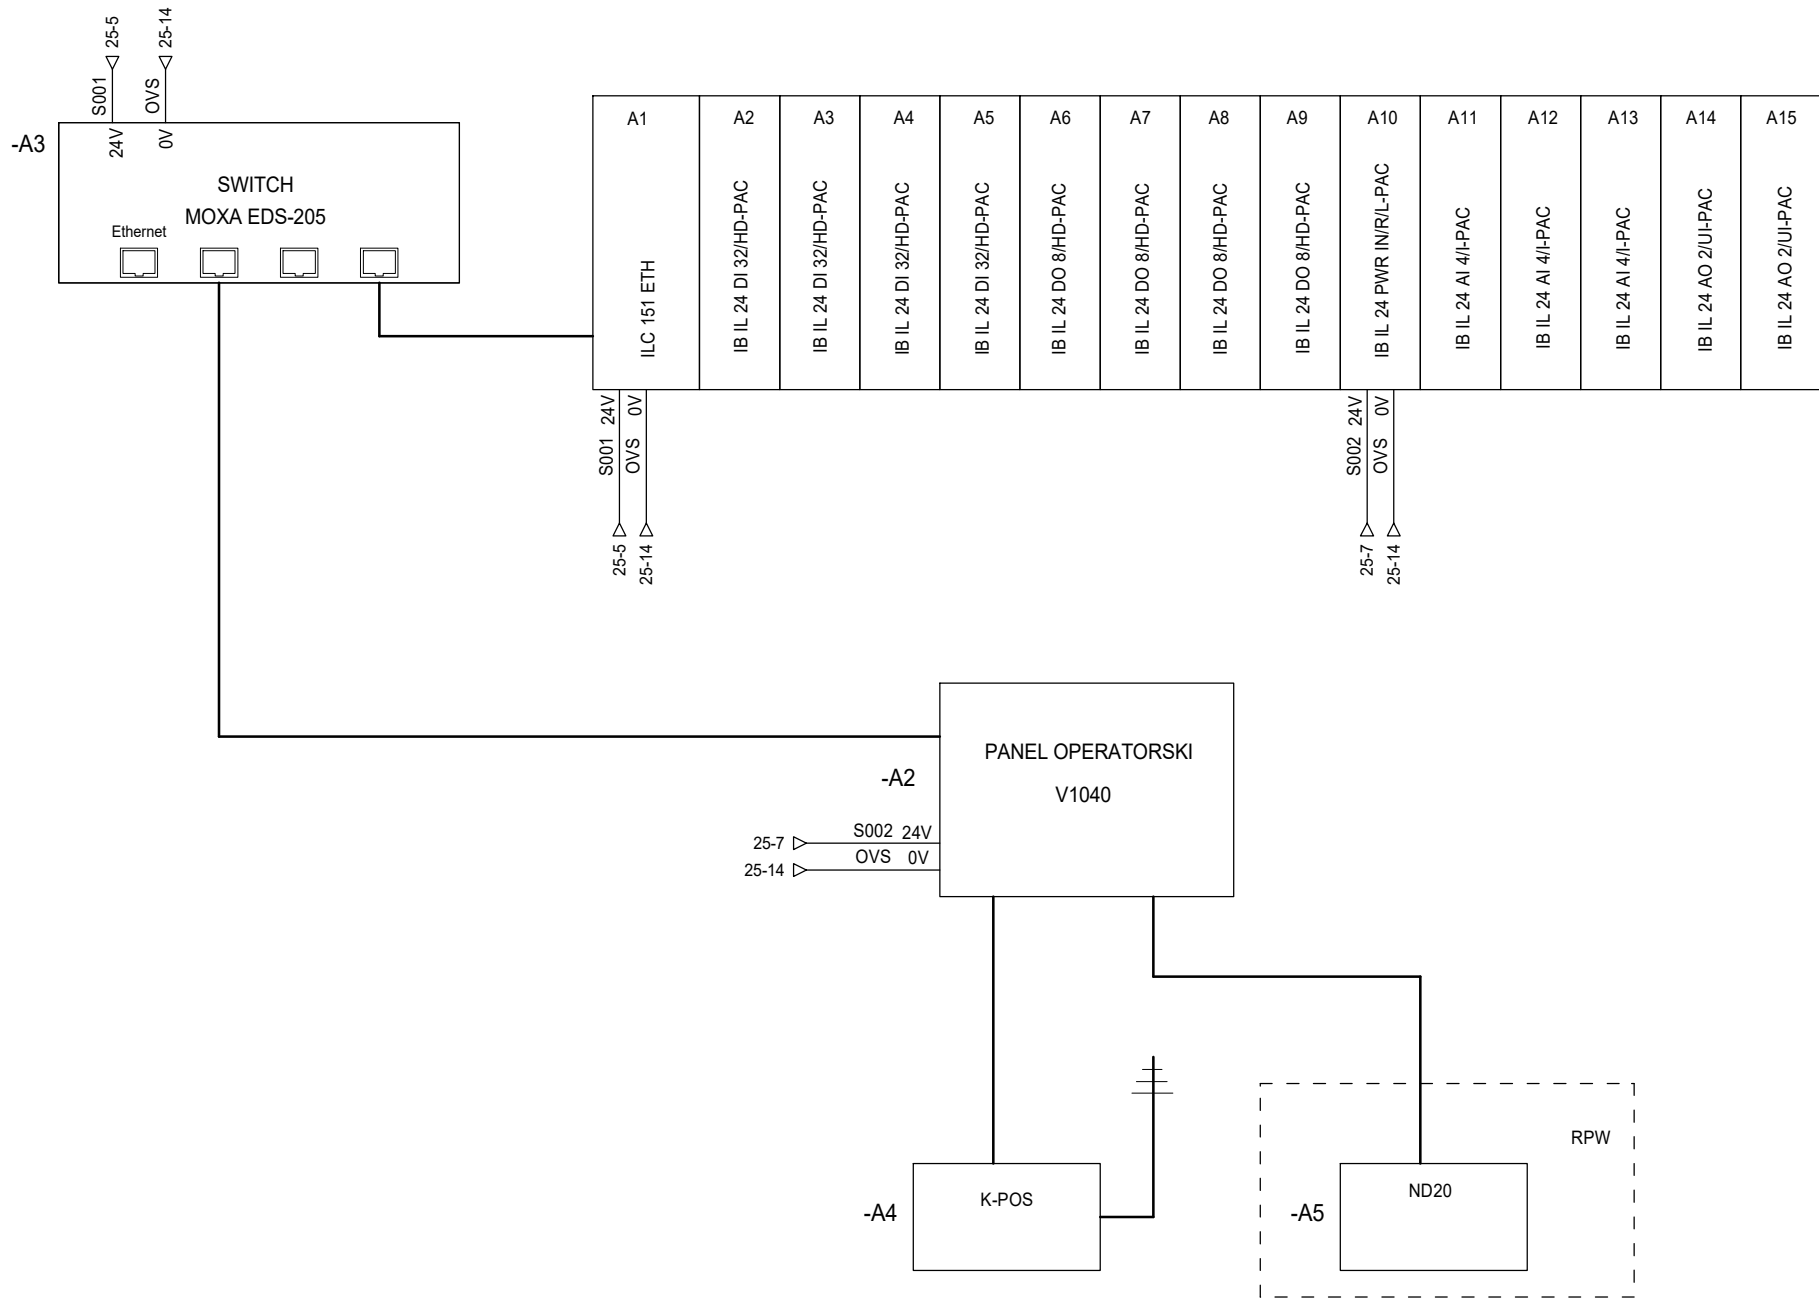 25-5
25-14
S001
OVS
24V
0V
-A3
SWITCH
MOXA EDS-205
Ethernet
A1
ILC 151 ETH
A2
IB IL 24 DI 32/HD-PAC
A3
IB IL 24 DI 32/HD-PAC
A4
IB IL 24 DI 32/HD-PAC
A5
IB IL 24 DI 32/HD-PAC
A6
IB IL 24 DO 8/HD-PAC
A7
IB IL 24 DO 8/HD-PAC
A8
IB IL 24 DO 8/HD-PAC
A9
IB IL 24 DO 8/HD-PAC
A10
IB IL 24 PWR IN/R/L-PAC
A11
IB IL 24 AI 4/I-PAC
A12
IB IL 24 AI 4/I-PAC
A13
IB IL 24 AI 4/I-PAC
A14
IB IL 24 AO 2/UI-PAC
A15
IB IL 24 AO 2/UI-PAC
S001 24V
OVS 0V
25-5
25-14
S002 24V
OVS 0V
25-7
25-14
PANEL OPERATORSKI
V1040
-A2
25-7 S002 24V
25-14 OVS 0V
RPW
-A4
K-POS
-A5
ND20